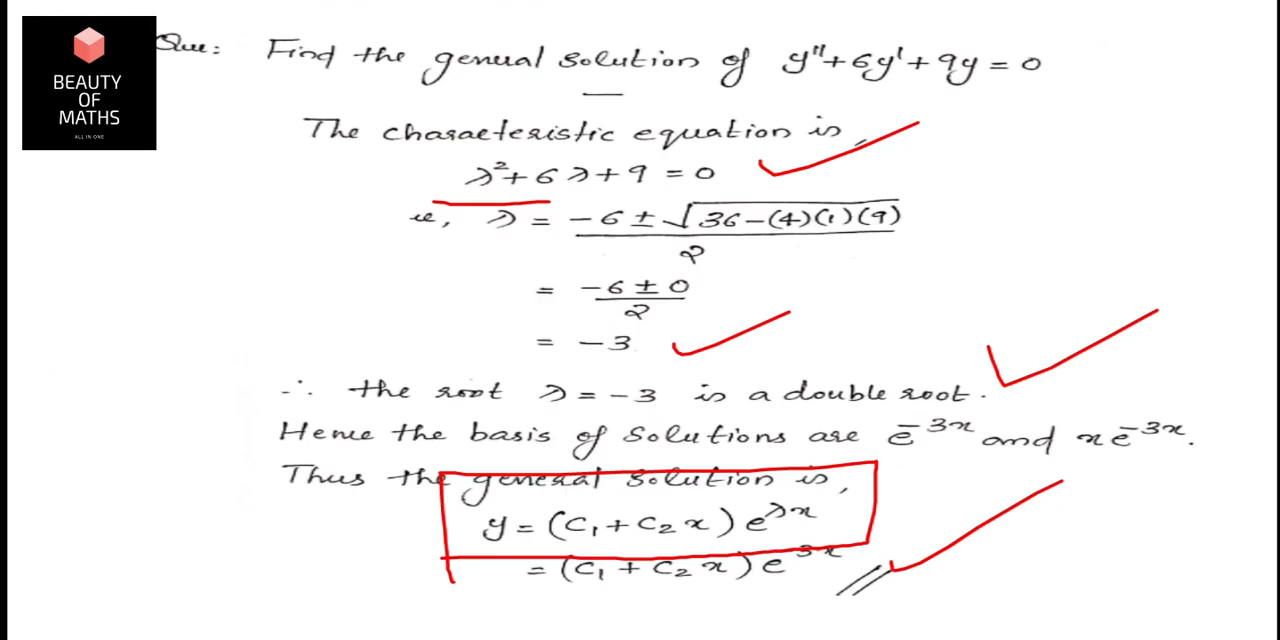 BEAUTY
OF
MATHS
ALL IN ONE
Que: Find the general solution of y'' + 6y' + 9y = 0
The characteristic equation is,
λ² + 6λ + 9 = 0
ie, λ = (-6 ± √(36 - (4)(1)(9))) / 2
= (-6 ± 0) / 2
= -3
∴ the root λ = -3 is a double root.
Hence the basis of solutions are e^-3x and xe^-3x.
Thus the general solution is,
y = (C₁ + C₂x) e^λx
= (C₁ + C₂x) e^-3x //